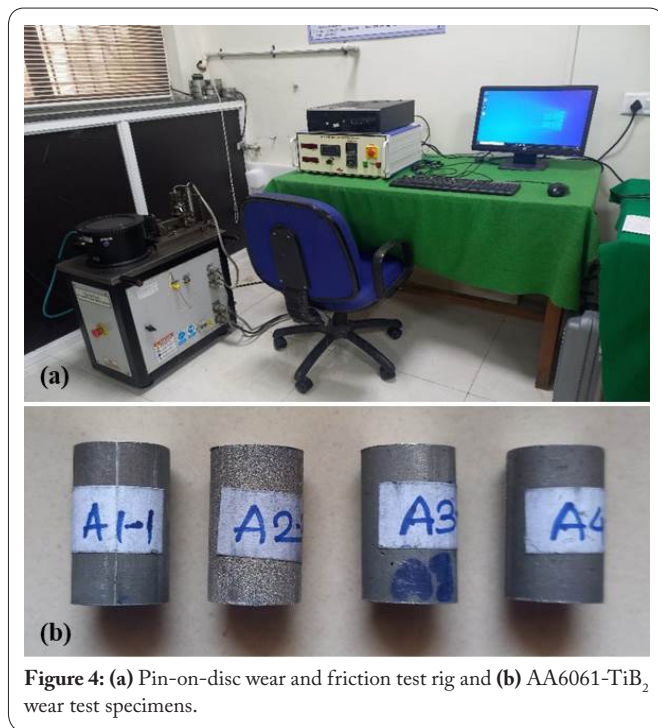 (a)
A1-1
A2-
A3-
A4
(b)
Figure 4: (a) Pin-on-disc wear and friction test rig and (b) AA6061-TiB₂
wear test specimens.